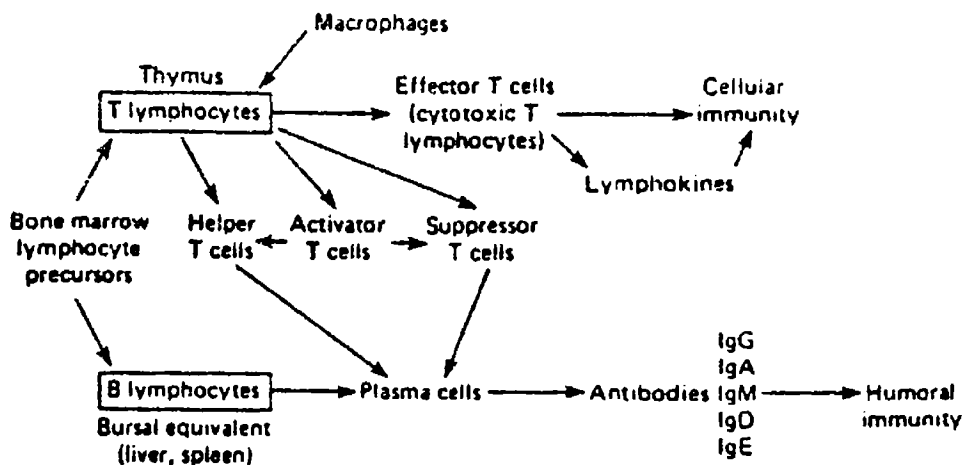 Macrophages
Thymus
T lymphocytes
Effector T cells
(cytotoxic T
lymphocytes)
Cellular
immunity
Lymphokines
Bone marrow
lymphocyte
precursors
Helper
T cells
Activator
T cells
Suppressor
T cells
B lymphocytes
Bursal equivalent
(liver, spleen)
Plasma cells
Antibodies
IgG
IgA
IgM
IgD
IgE
Humoral
immunity